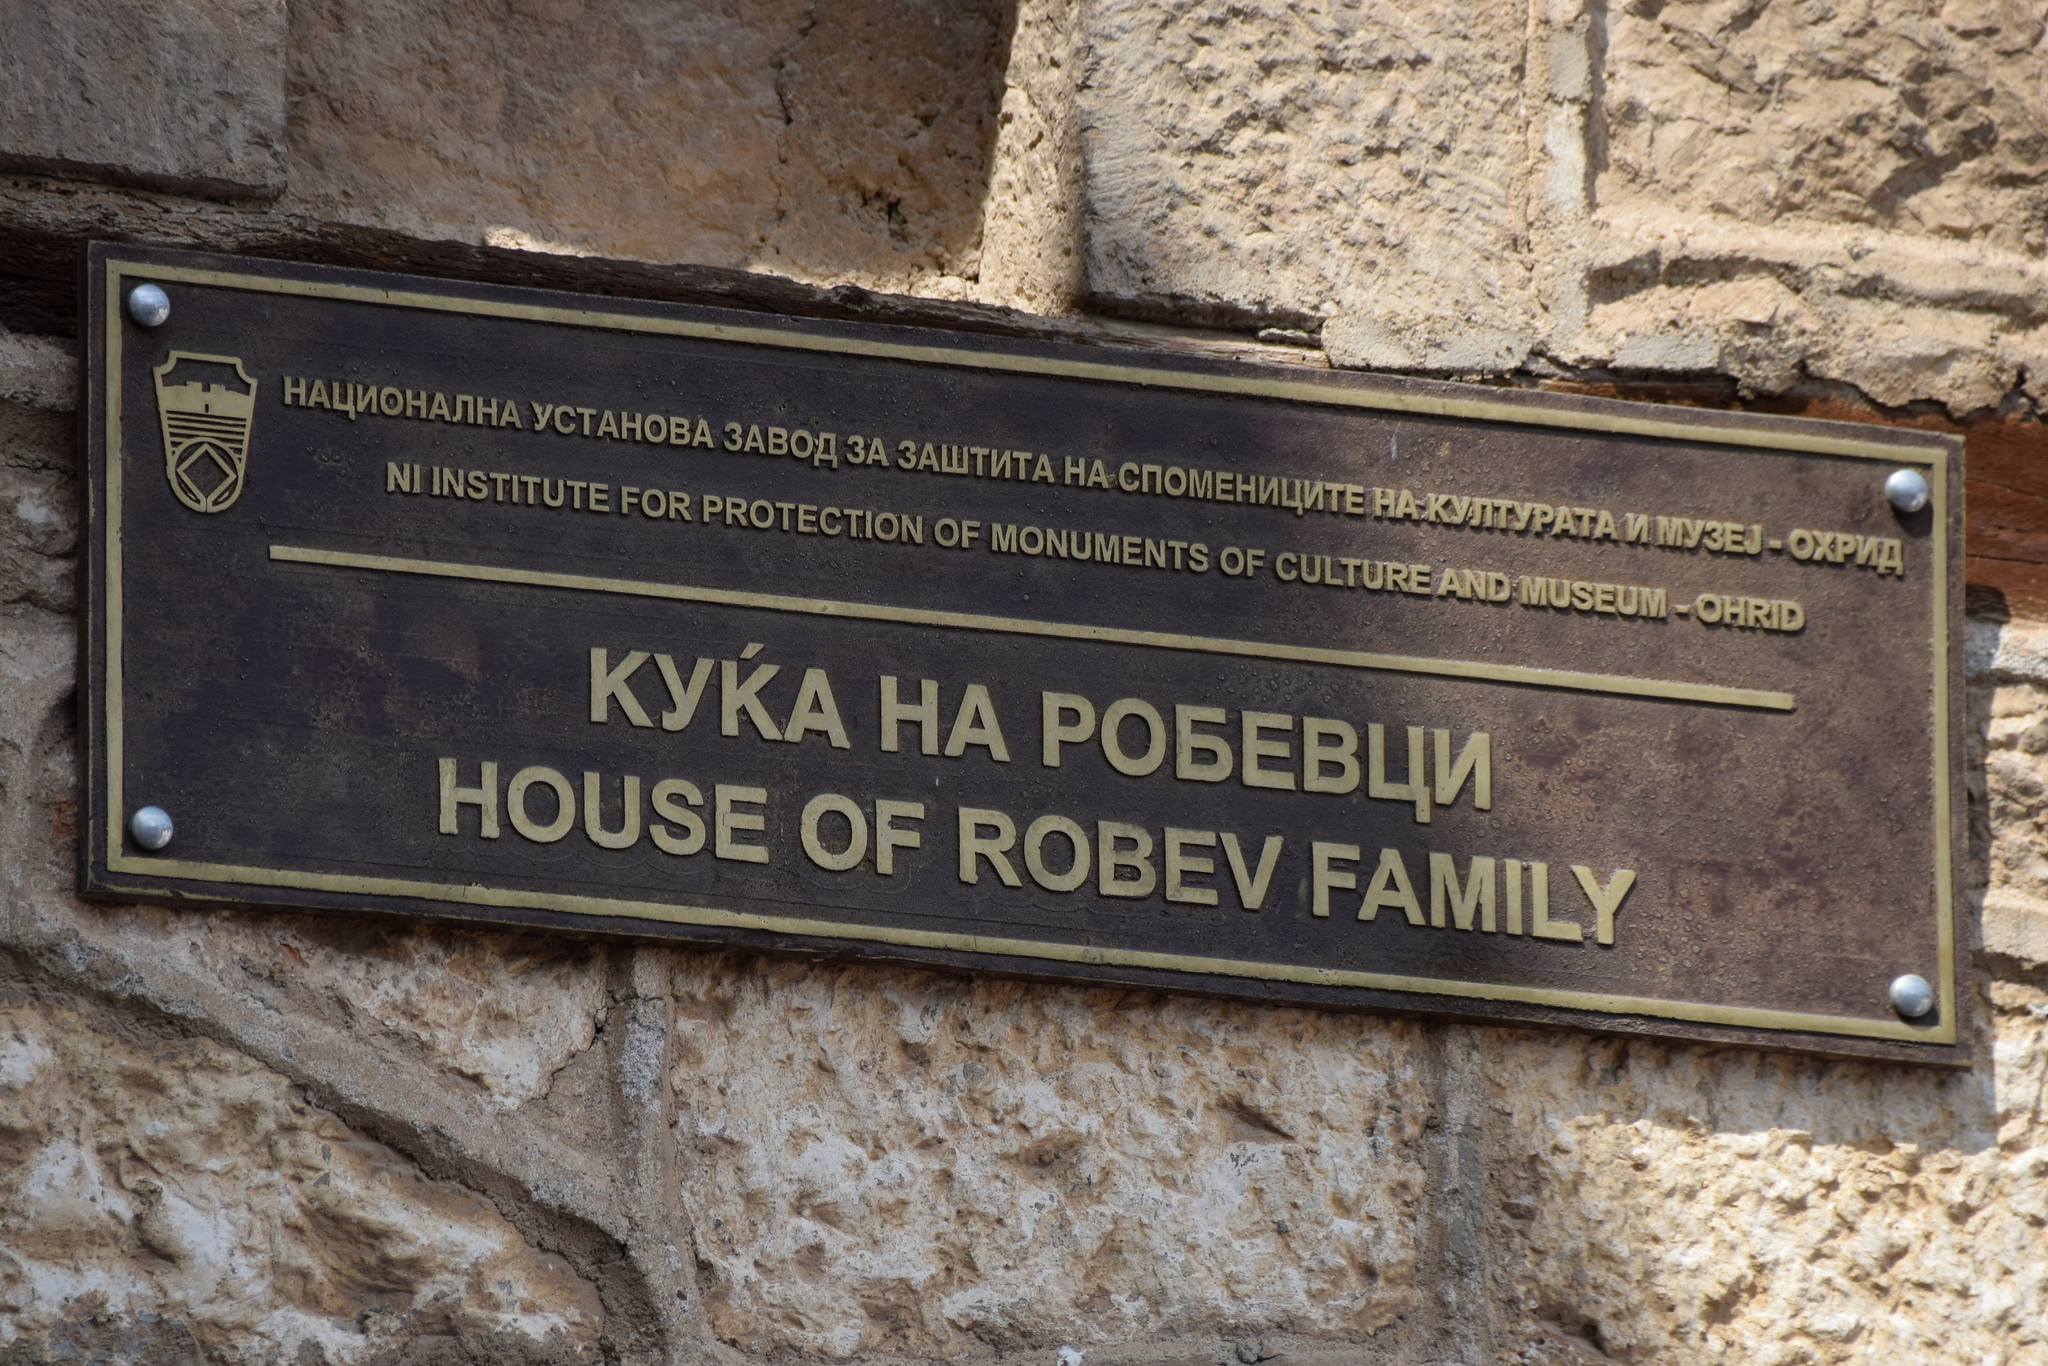 НАЦИОНАЛНА УСТАНОВА ЗАВОД ЗА ЗАШТИТА НА СПОМЕНИЦИТЕ НА КУЛТУРАТА И МУЗЕЈ - ОХРИД
NI INSTITUTE FOR PROTECTION OF MONUMENTS OF CULTURE AND MUSEUM - OHRID
КУЌА НА РОБЕВЦИ
HOUSE OF ROBEV FAMILY